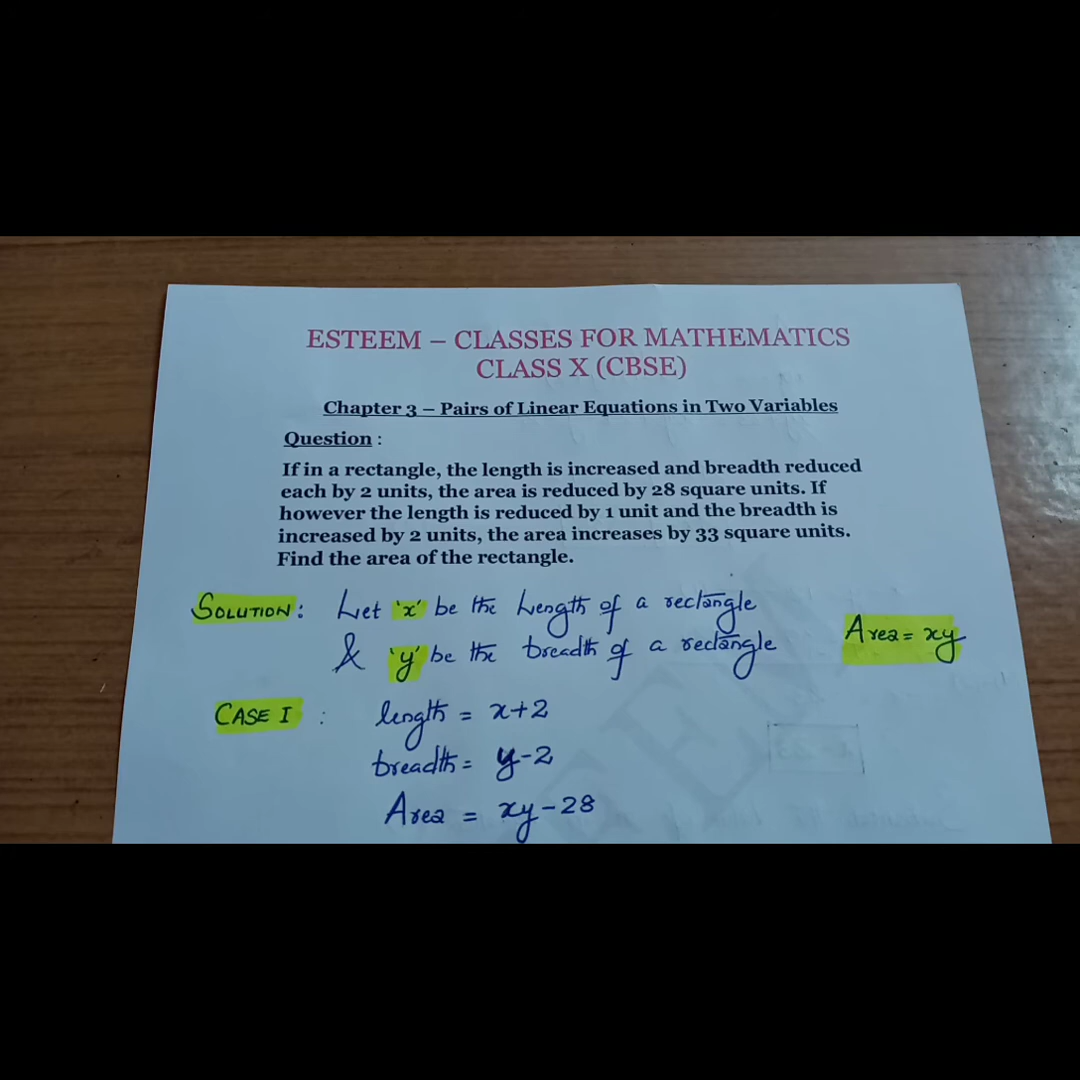 ESTEEM – CLASSES FOR MATHEMATICS
CLASS X (CBSE)
Chapter 3 – Pairs of Linear Equations in Two Variables
Question :
If in a rectangle, the length is increased and breadth reduced
each by 2 units, the area is reduced by 28 square units. If
however the length is reduced by 1 unit and the breadth is
increased by 2 units, the area increases by 33 square units.
Find the area of the rectangle.
SOLUTION: Let 'x' be the Length of a rectangle
& 'y' be the breadth of a rectangle
Area = xy
CASE I : length = x+2
breadth = y-2
Area = xy-28